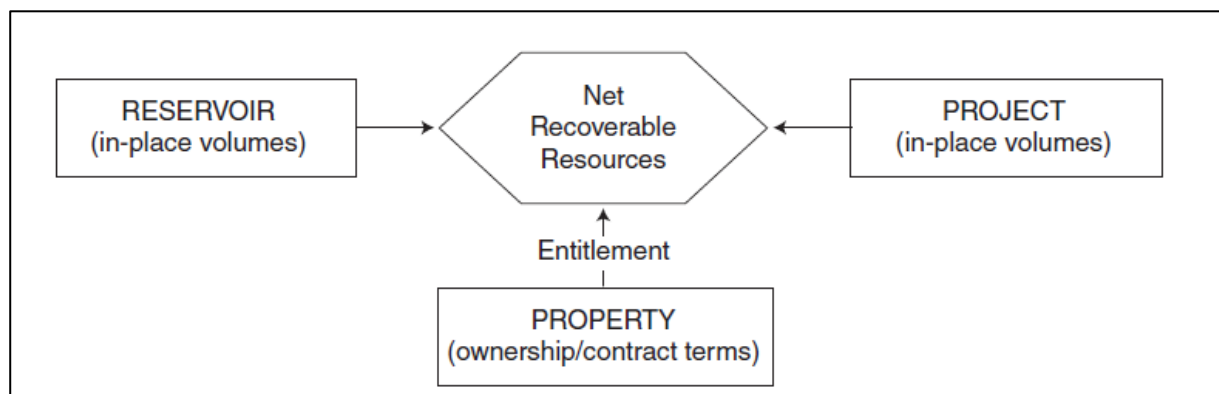 RESERVOIR
(in-place volumes)
Net
Recoverable
Resources
PROJECT
(in-place volumes)
Entitlement
PROPERTY
(ownership/contract terms)